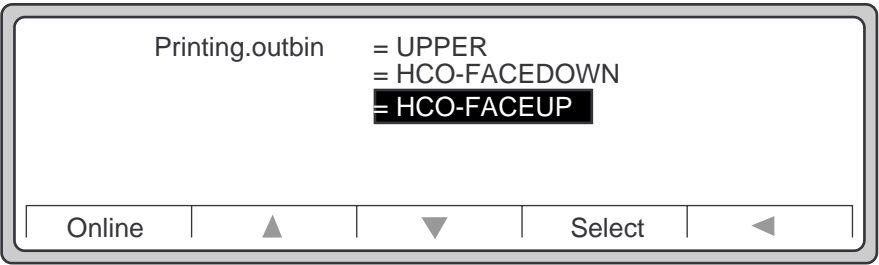 Printing.outbin = UPPER
= HCO-FACEDOWN
= HCO-FACEUP
Online Select